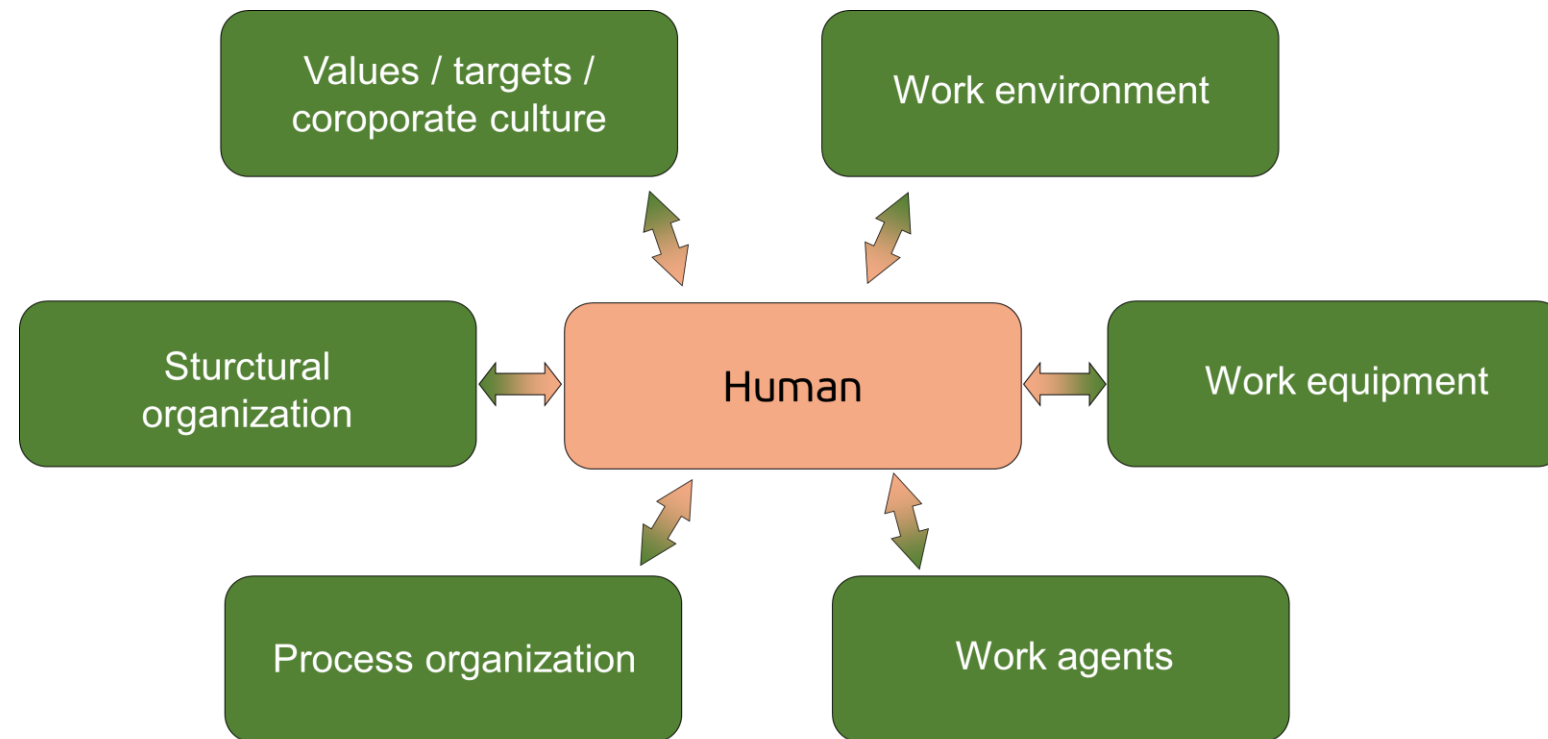 Values / targets /
coroporate culture
Work environment
Sturctural
organization
Human
Work equipment
Process organization
Work agents